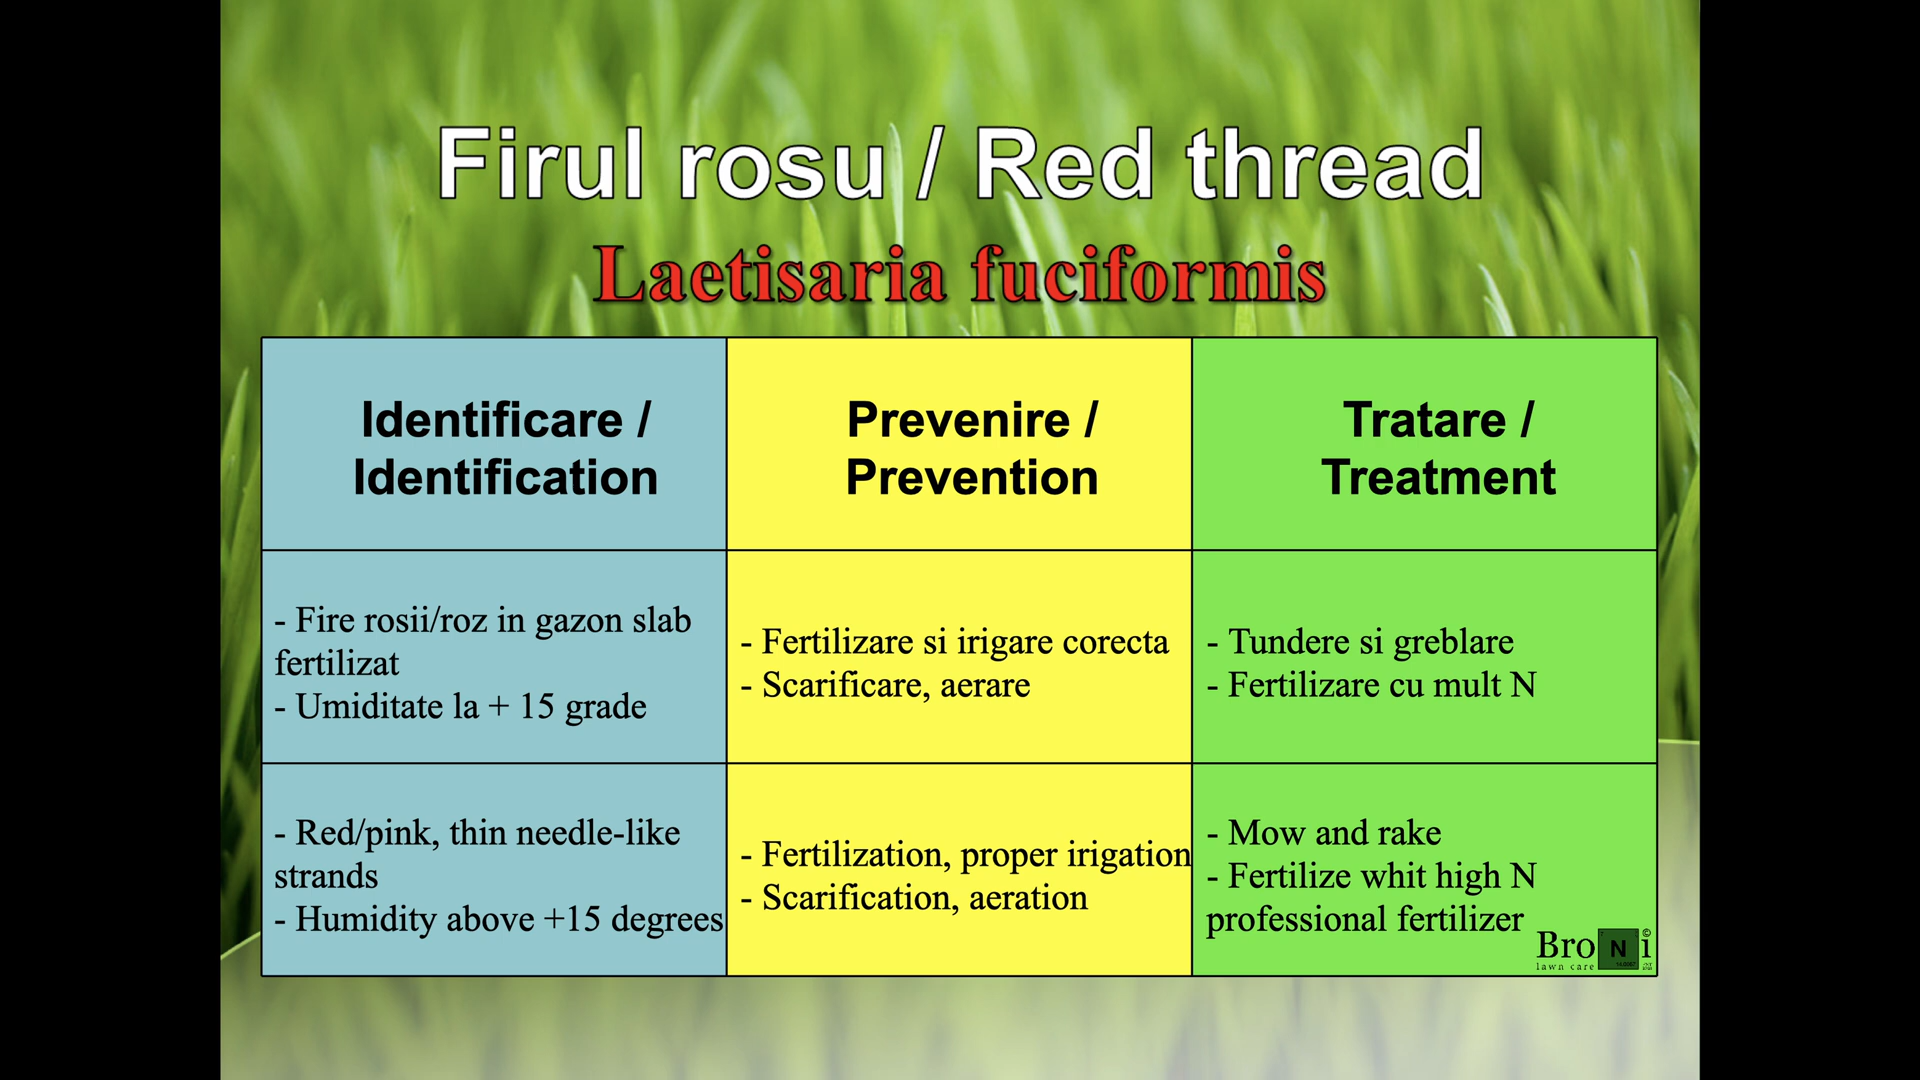 Firul rosu / Red thread
Laetisaria fuciformis
Identificare /
Identification
Prevenire /
Prevention
Tratare /
Treatment
- Fire rosii/roz in gazon slab
fertilizat
- Umiditate la + 15 grade
- Fertilizare si irigare corecta
- Scarificare, aerare
- Tundere si greblare
- Fertilizare cu mult N
- Red/pink, thin needle-like
strands
- Humidity above +15 degrees
- Fertilization, proper irigation
- Scarification, aeration
- Mow and rake
- Fertilize whit high N
professional fertilizer
BroNi©
lawn care